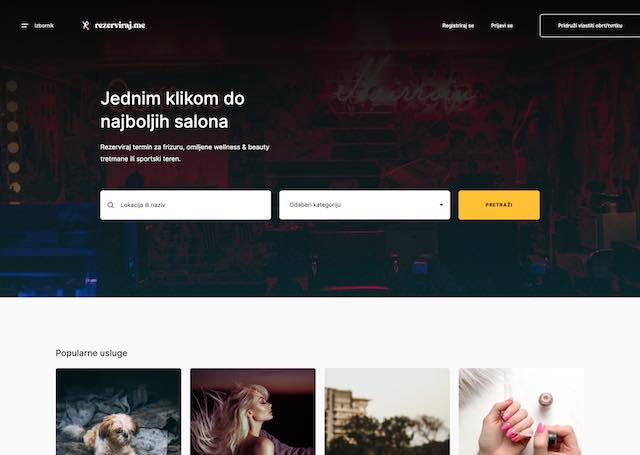 Izbornik
rezerviraj.me
Registriraj se
Prijavi se
Pridruži vlastiti obrt/tvrtku
Jednim klikom do
najboljih salona
Rezerviraj termin za frizuru, omiljene wellness & beauty
tretmane ili sportski teren.
Lokacija ili naziv
Odaberi kategoriju
PRETRAŽI
Popularne usluge